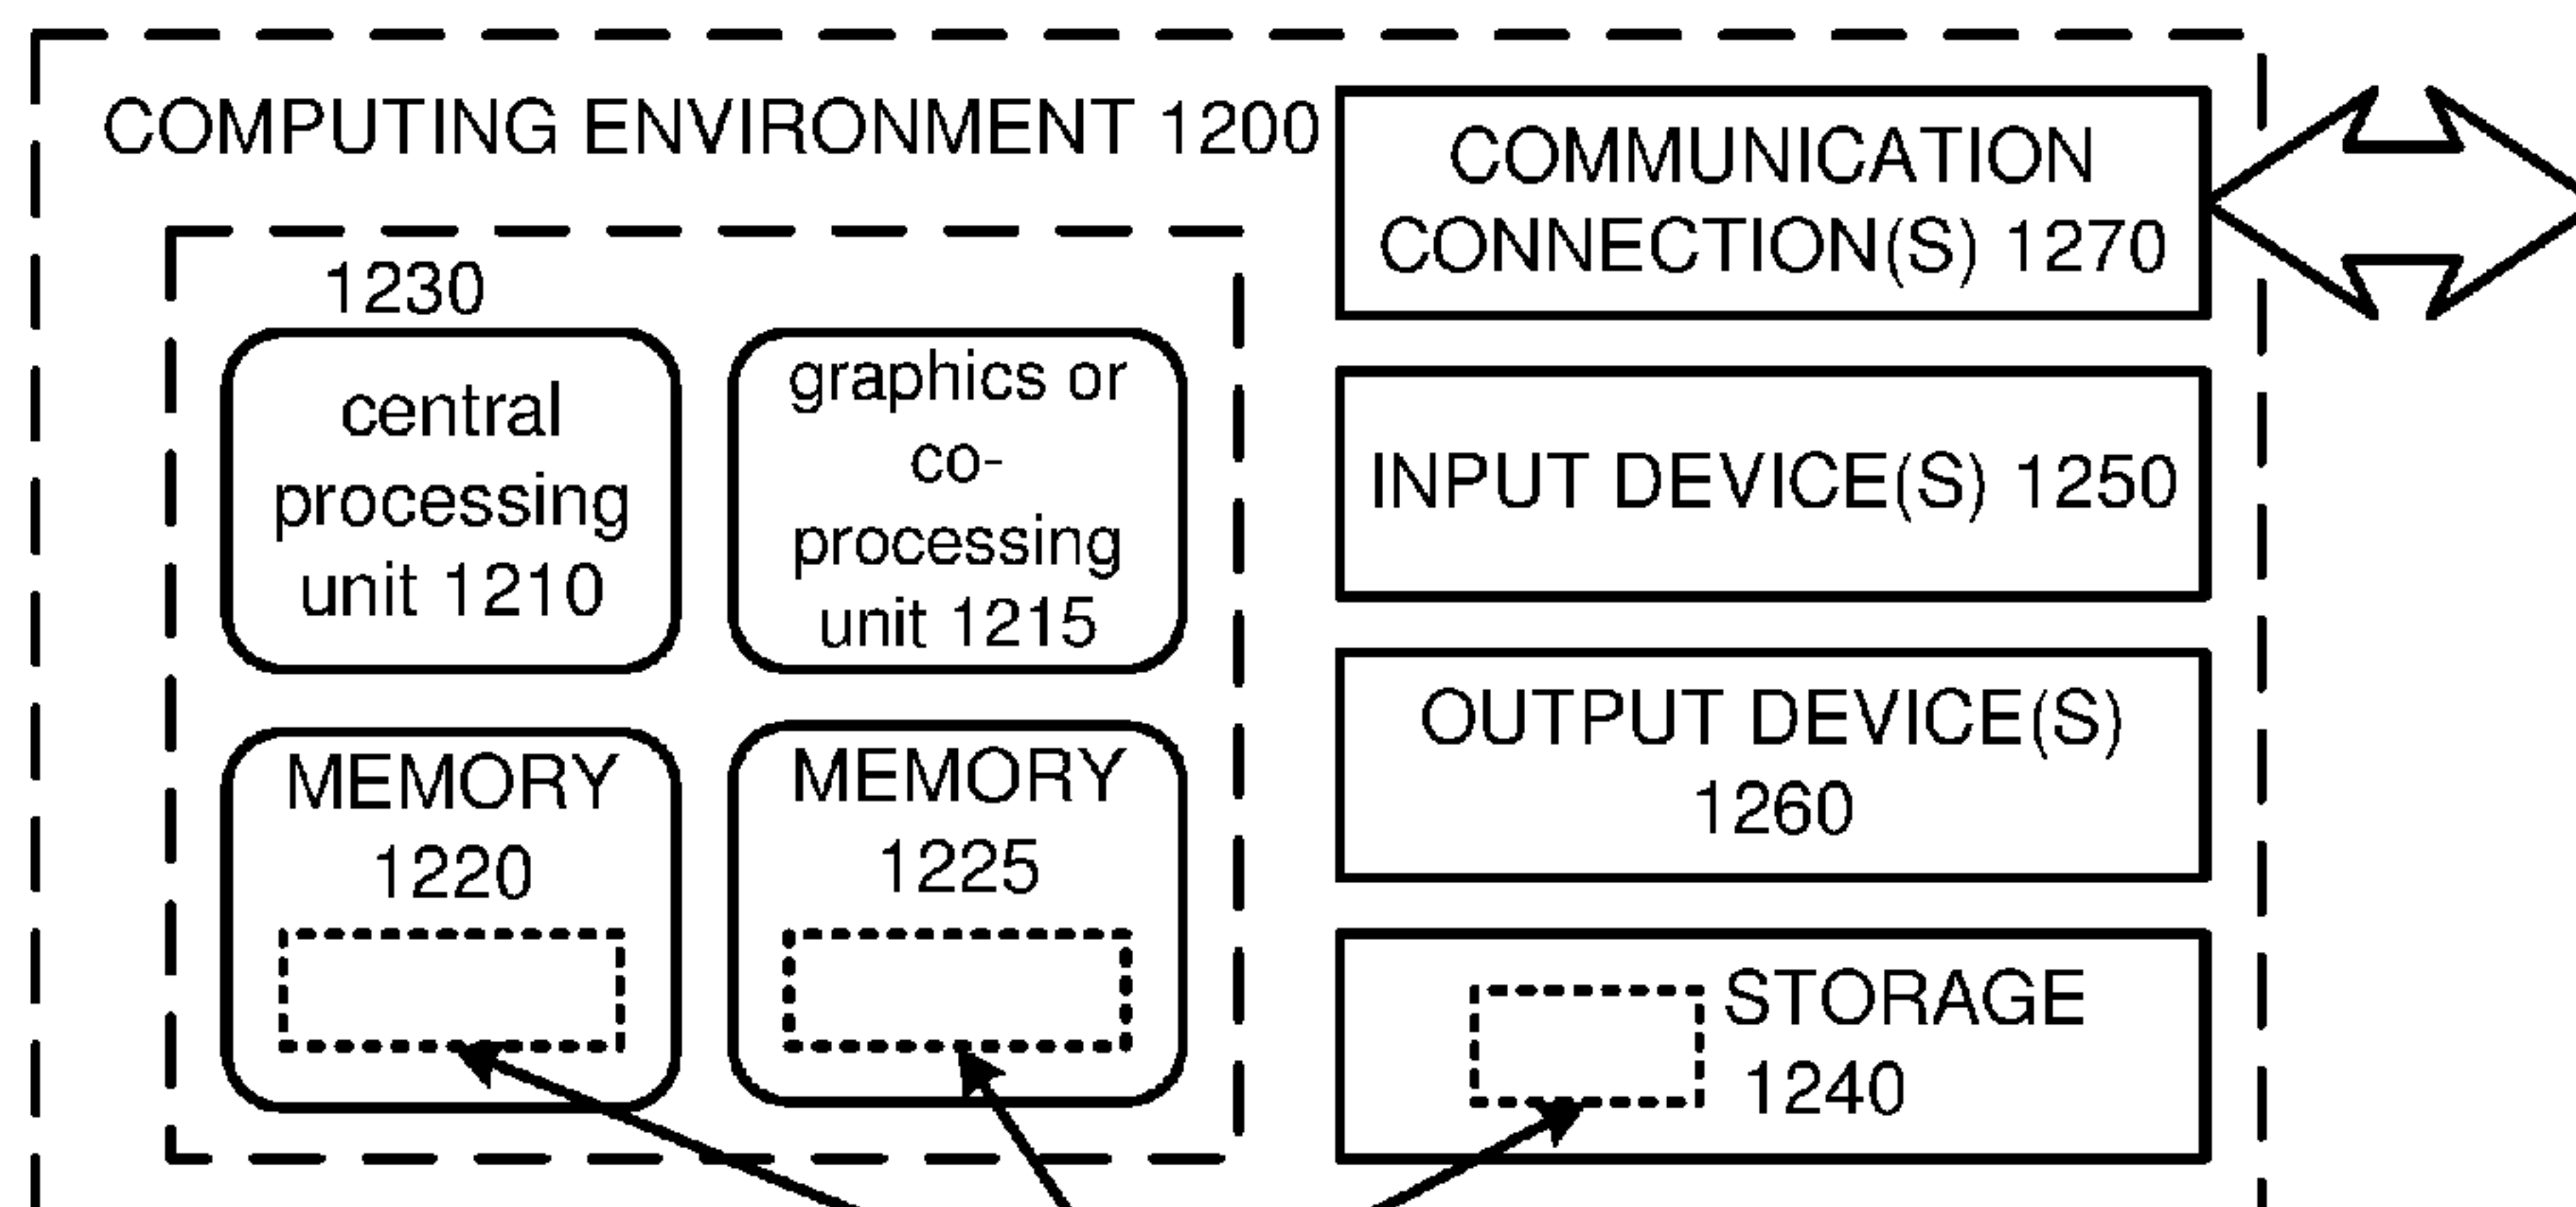 COMPUTING ENVIRONMENT 1200
COMMUNICATION
CONNECTION(S) 1270
1230
central
processing
unit 1210
graphics or
co-
processing
unit 1215
INPUT DEVICE(S) 1250
OUTPUT DEVICE(S)
1260
MEMORY
1220
MEMORY
1225
STORAGE
1240